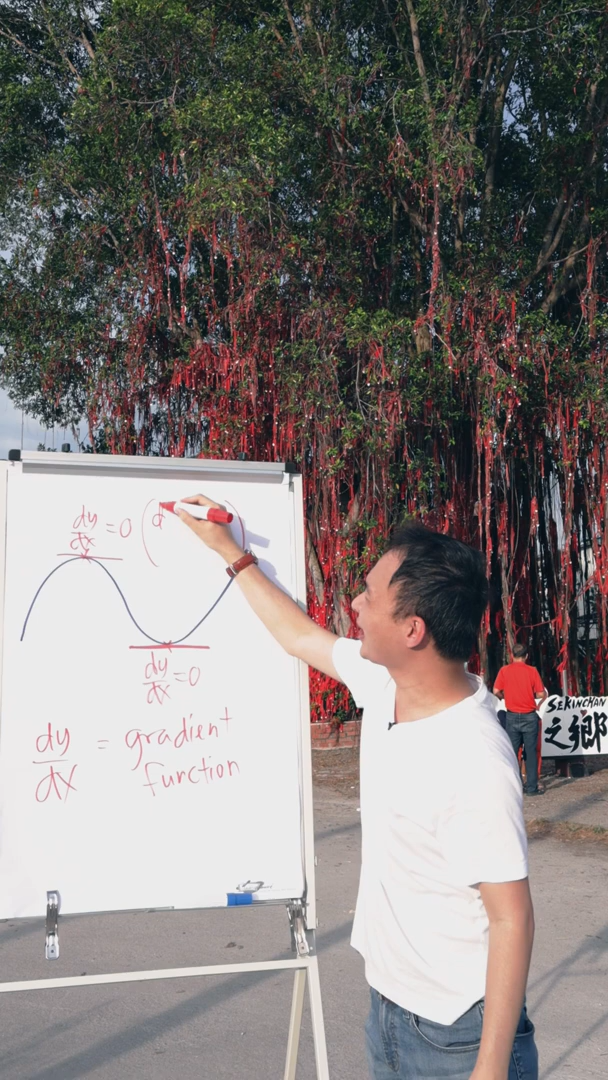 dy/dx = 0 (d
dy/dx = 0
dy/dx = gradient
function
SEKINCHAN
之鄉